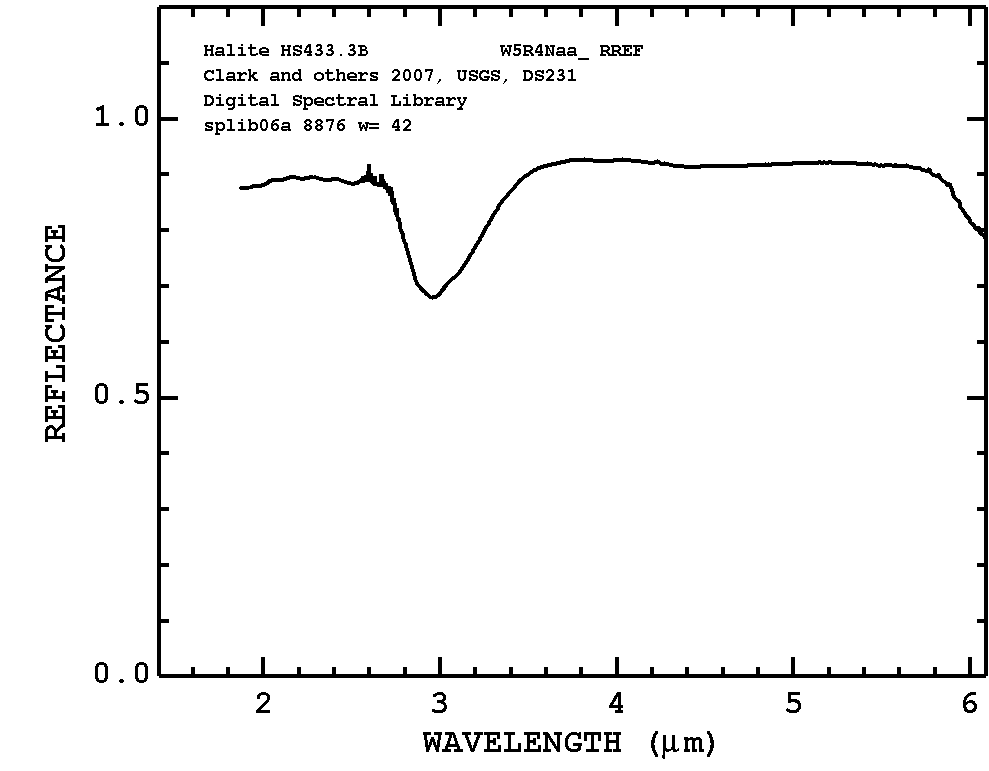 Halite HS433.3B W5R4Naa_ RREF
Clark and others 2007, USGS, DS231
Digital Spectral Library
splib06a 8876 w= 42
1.0
0.5
0.0
REFLECTANCE
2 3 4 5 6
WAVELENGTH (μm)